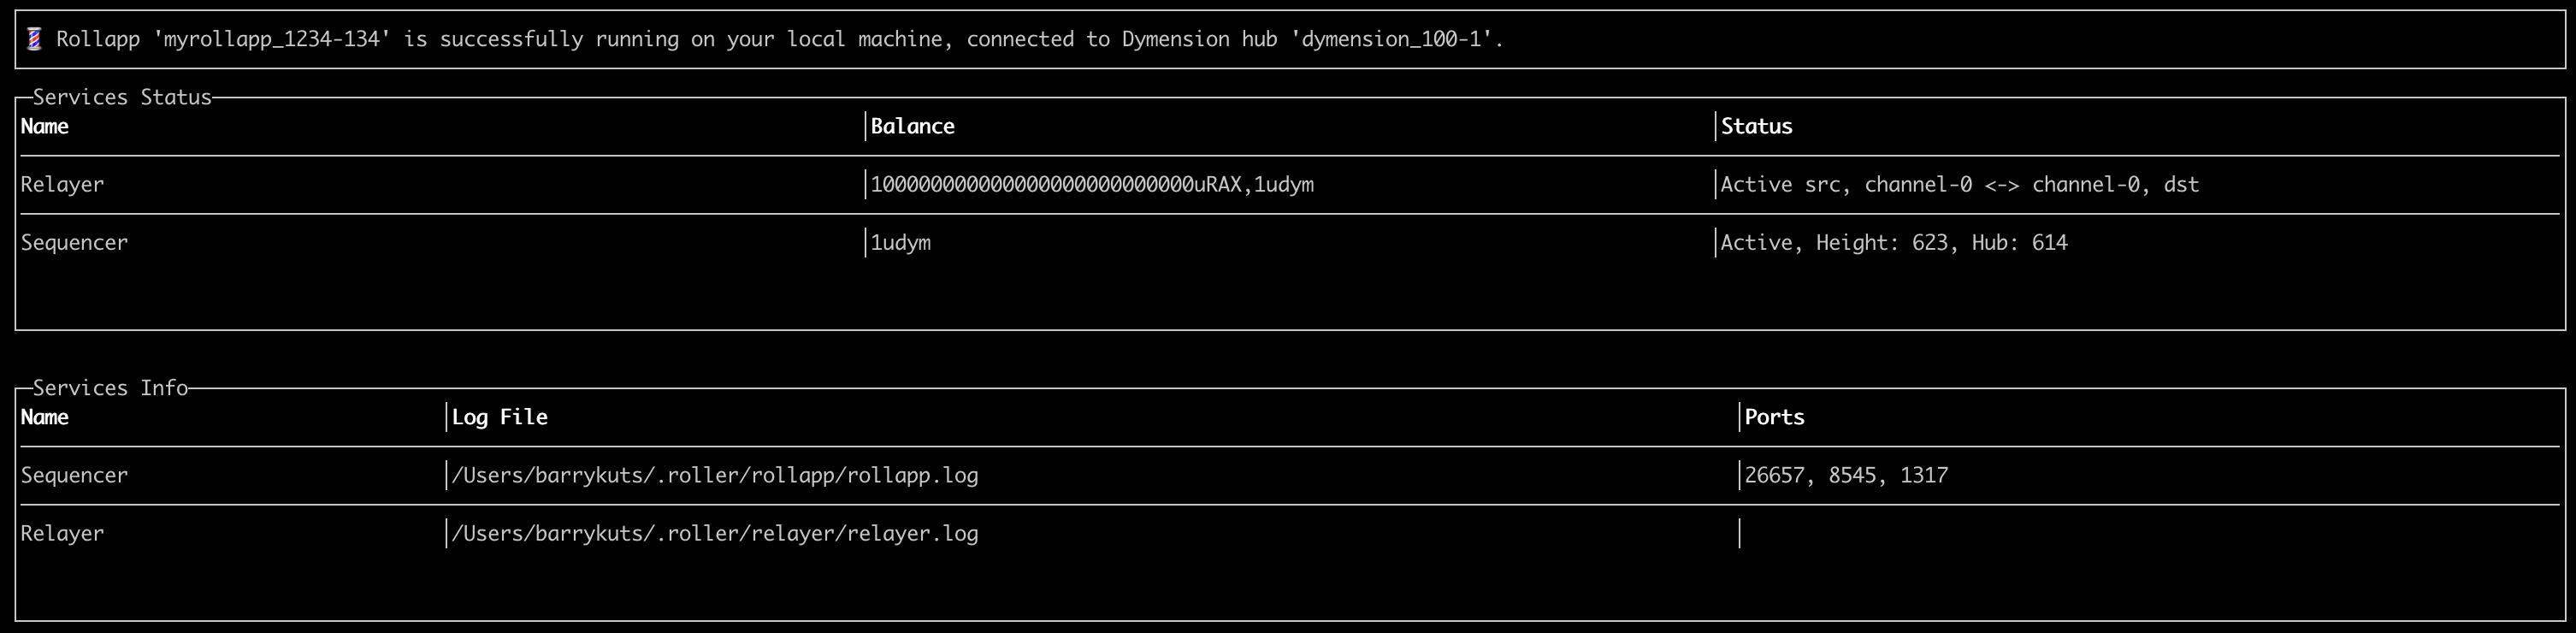 💈 Rollapp 'myrollapp_1234-134' is successfully running on your local machine, connected to Dymension hub 'dymension_100-1'.
Services Status
Name Balance Status
Relayer 100000000000000000000000000uRAX,1udym Active src, channel-0 <-> channel-0, dst
Sequencer 1udym Active, Height: 623, Hub: 614
Services Info
Name Log File Ports
Sequencer /Users/barrykuts/.roller/rollapp/rollapp.log 26657, 8545, 1317
Relayer /Users/barrykuts/.roller/relayer/relayer.log